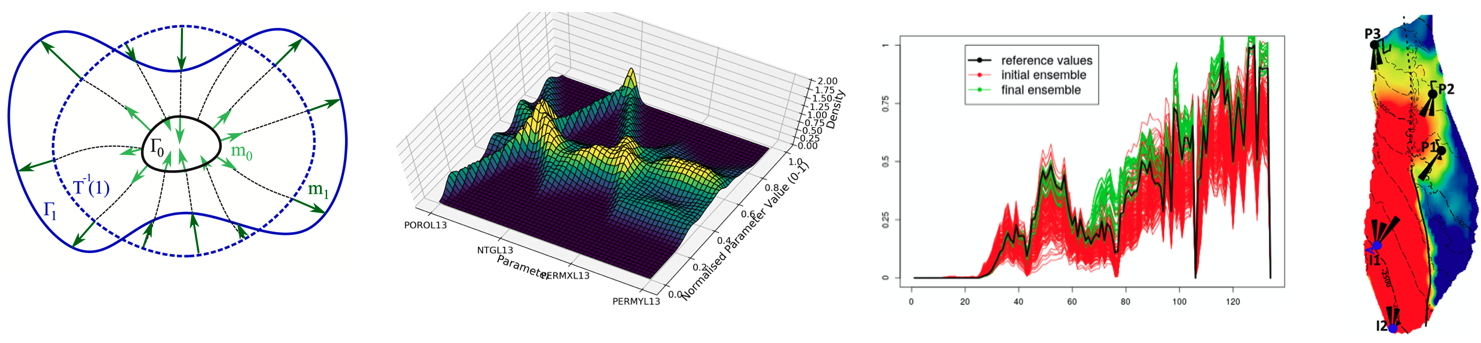 Γ₀
m₀
T⁻¹(1)
Γ₁
m₁
2.00
1.75
1.50
1.25
1.00
0.75
0.50
0.25
0.00
Density
1.0
0.8
0.6
0.4
0.2
0.0
Normalised Parameter Value (0-1)
POROL13
NTGL13
PERMXL13
PERMYL13
Parameter
reference values
initial ensemble
final ensemble
1
0.75
0.5
0.25
0
0 20 40 60 80 100 120
P3
P2
P1
I1
2500
I2